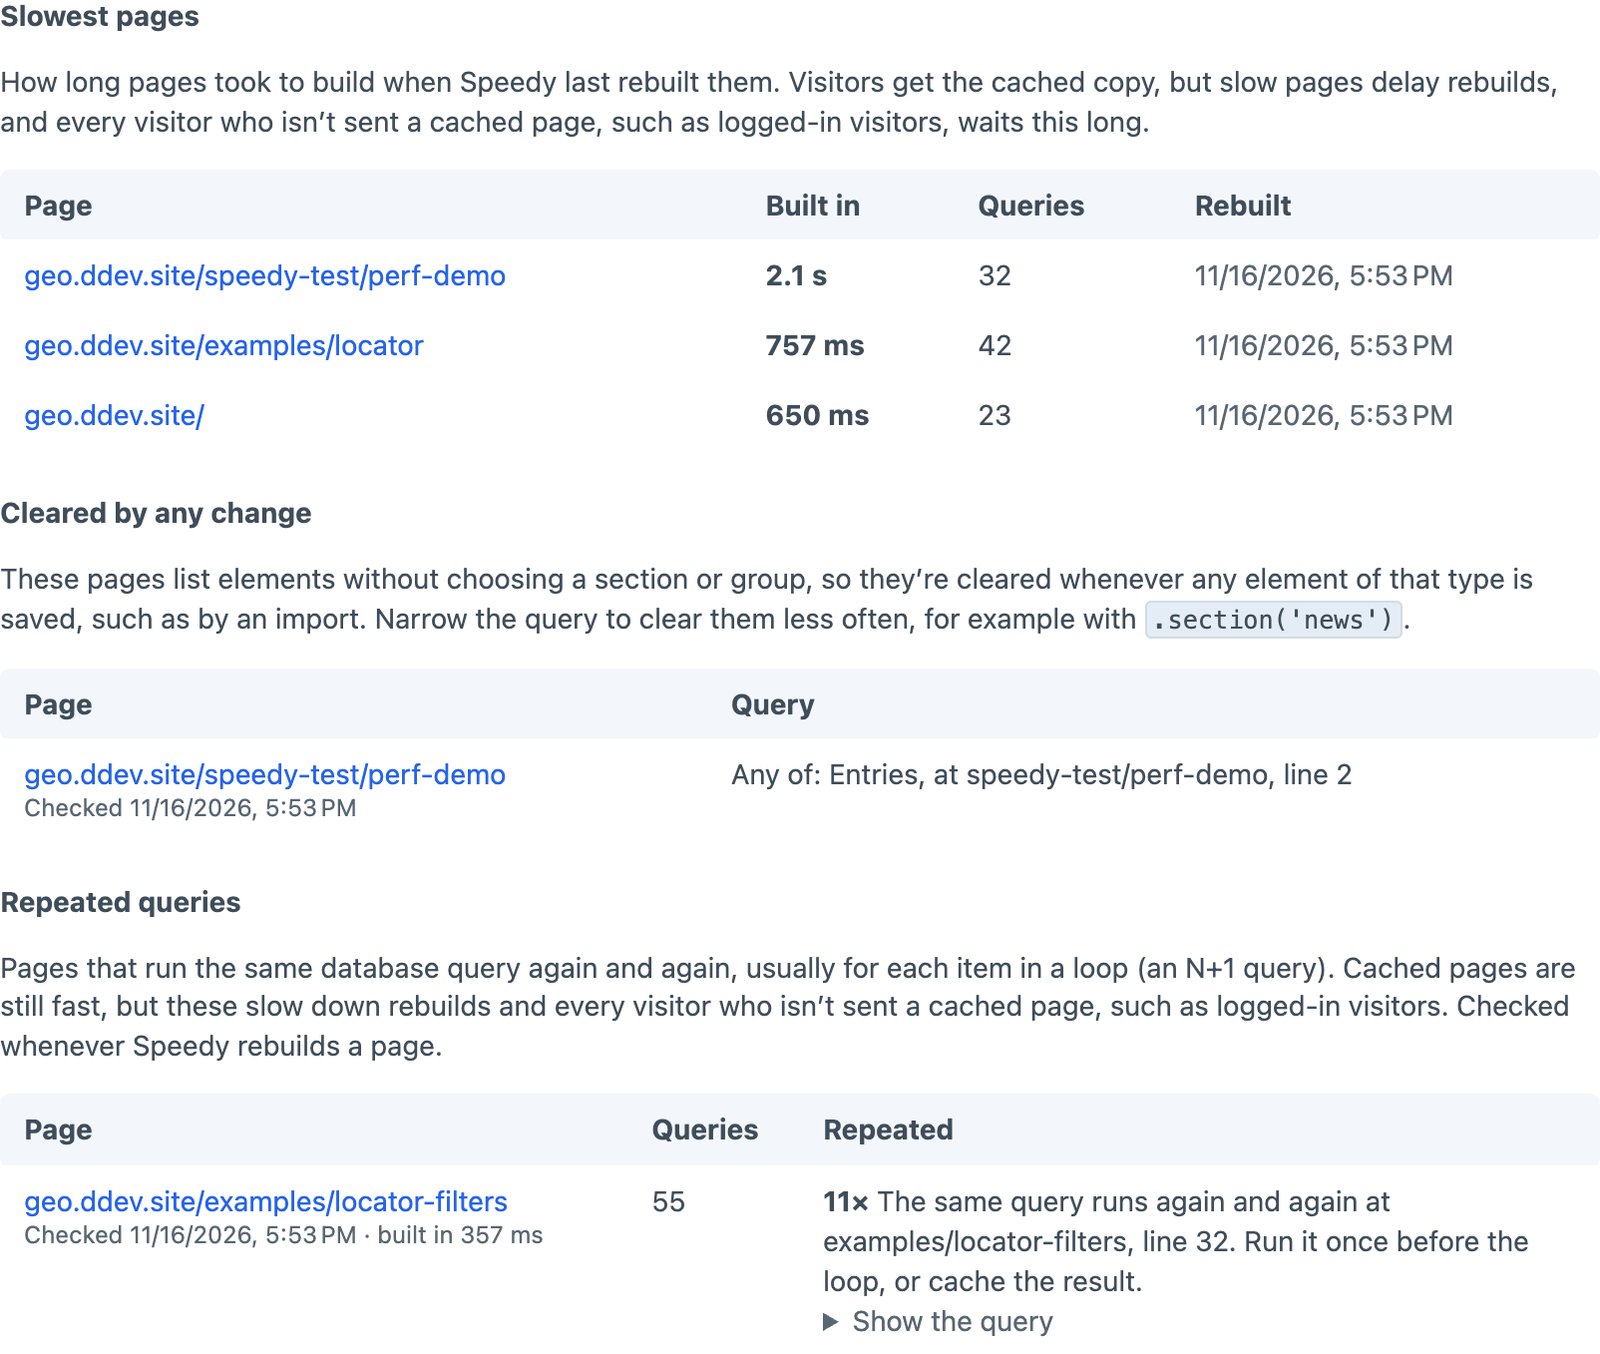 Slowest pages
How long pages took to build when Speedy last rebuilt them. Visitors get the cached copy, but slow pages delay rebuilds,
and every visitor who isn’t sent a cached page, such as logged-in visitors, waits this long.
Page Built in Queries Rebuilt
geo.ddev.site/speedy-test/perf-demo 2.1 s 32 11/16/2026, 5:53 PM
geo.ddev.site/examples/locator 757 ms 42 11/16/2026, 5:53 PM
geo.ddev.site/ 650 ms 23 11/16/2026, 5:53 PM
Cleared by any change
These pages list elements without choosing a section or group, so they’re cleared whenever any element of that type is
saved, such as by an import. Narrow the query to clear them less often, for example with .section('news').
Page Query
geo.ddev.site/speedy-test/perf-demo Any of: Entries, at speedy-test/perf-demo, line 2
Checked 11/16/2026, 5:53 PM
Repeated queries
Pages that run the same database query again and again, usually for each item in a loop (an N+1 query). Cached pages are
still fast, but these slow down rebuilds and every visitor who isn’t sent a cached page, such as logged-in visitors. Checked
whenever Speedy rebuilds a page.
Page Queries Repeated
geo.ddev.site/examples/locator-filters 55 11× The same query runs again and again at
Checked 11/16/2026, 5:53 PM · built in 357 ms
examples/locator-filters, line 32. Run it once before the
loop, or cache the result.
▶ Show the query